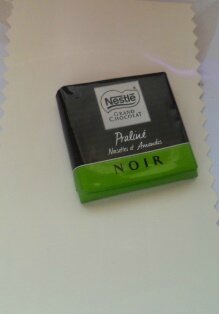 Nestlé
GRAND
CHOCOLAT
Praliné
Noisettes et Amandes
NOIR